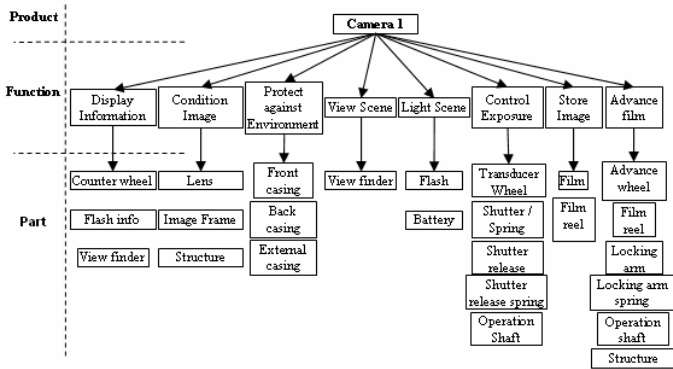 Product
Camera 1
Function
Display
Information
Condition
Image
Protect
against
Environment
View Scene
Light Scene
Control
Exposure
Store
Image
Advance
film
Part
Counter wheel
Flash info
View finder
Lens
Image Frame
Structure
Front
casing
Back
casing
External
casing
View finder
Flash
Battery
Transducer
Wheel
Shutter /
Spring
Shutter
release
Shutter
release spring
Operation
Shaft
Film
Film
reel
Advance
wheel
Film
reel
Locking
arm
Locking arm
spring
Operation
shaft
Structure